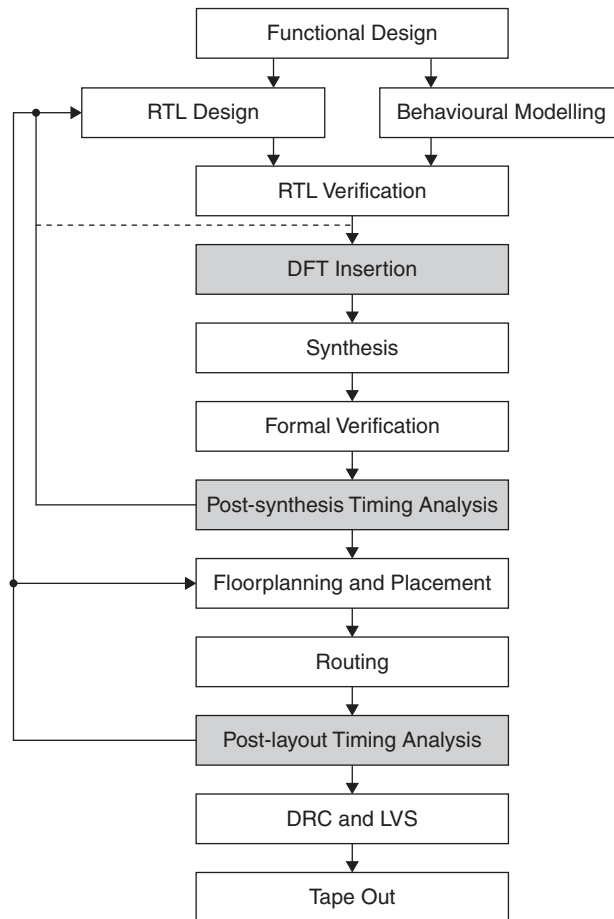 Functional Design
RTL Design
Behavioural Modelling
RTL Verification
DFT Insertion
Synthesis
Formal Verification
Post-synthesis Timing Analysis
Floorplanning and Placement
Routing
Post-layout Timing Analysis
DRC and LVS
Tape Out